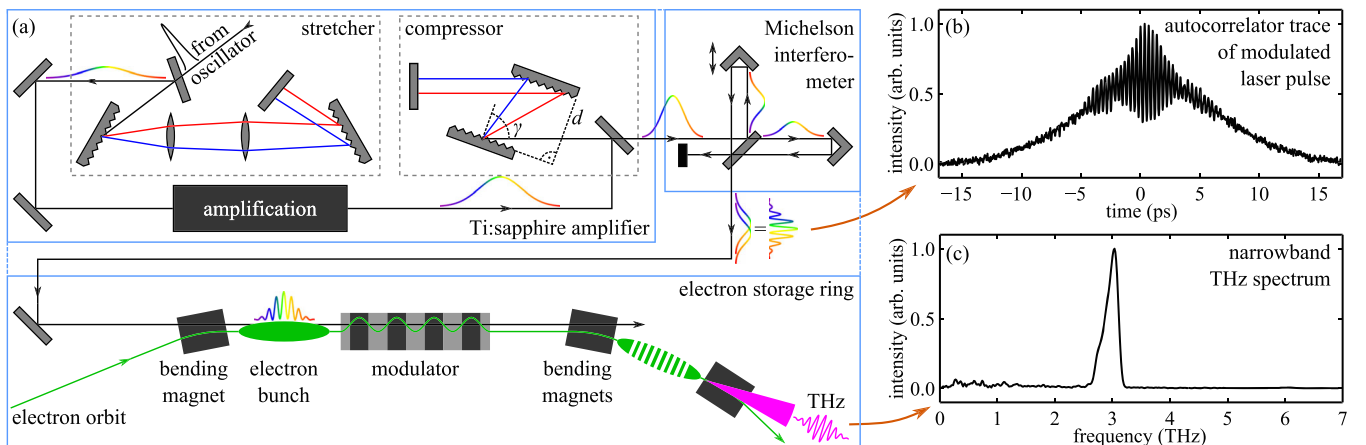 (a)
from
oscillator
stretcher
compressor
γ
d
Michelson
interfero-
meter
amplification
Ti:sapphire amplifier
=
electron storage ring
bending
magnet
electron
bunch
modulator
bending
magnets
THz
electron orbit
(b)
autocorrelator trace
of modulated
laser pulse
intensity (arb. units)
1.0
0.5
0.0
−15 −10 −5 0 5 10 15
time (ps)
(c)
narrowband
THz spectrum
intensity (arb. units)
1.0
0.5
0.0
0 1 2 3 4 5 6 7
frequency (THz)